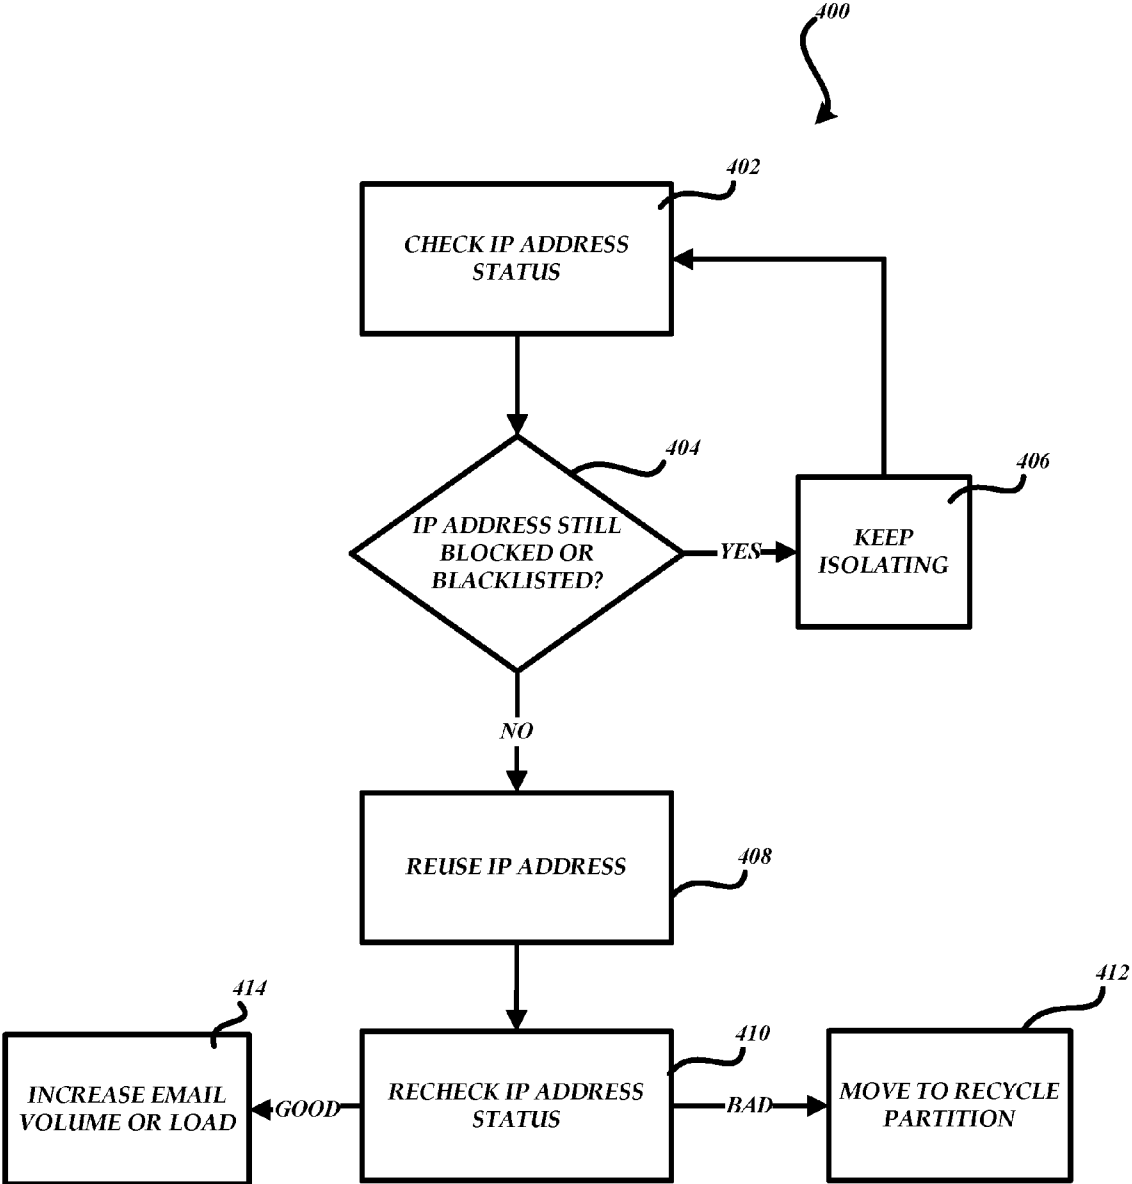 400
402
CHECK IP ADDRESS
STATUS
404
406
IP ADDRESS STILL
BLOCKED OR
BLACKLISTED?
YES
KEEP
ISOLATING
NO
REUSE IP ADDRESS
408
414
412
410
INCREASE EMAIL
VOLUME OR LOAD
GOOD
RECHECK IP ADDRESS
STATUS
BAD
MOVE TO RECYCLE
PARTITION